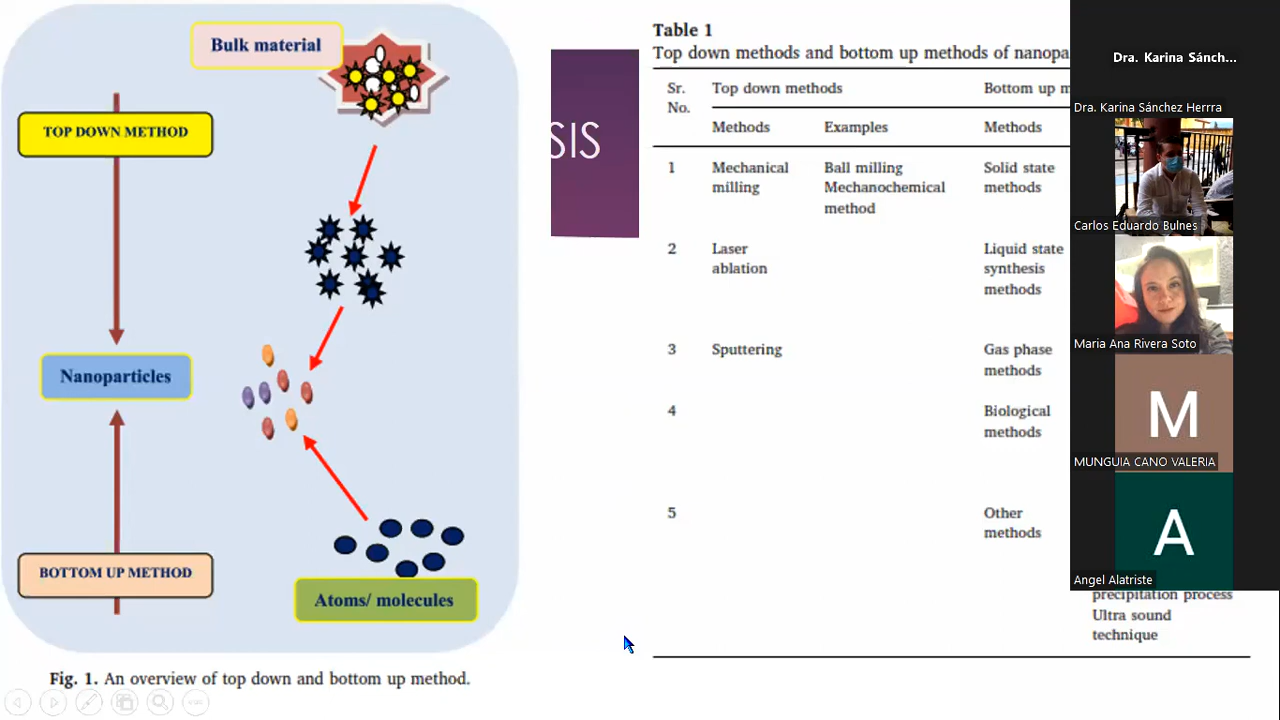 Bulk material
TOP DOWN METHOD
Nanoparticles
BOTTOM UP METHOD
Atoms/ molecules
Fig. 1. An overview of top down and bottom up method.
SIS
Table 1
Top down methods and bottom up methods of nanopa
Sr. No.
Top down methods
Bottom up m
Methods
Examples
Methods
1
Mechanical milling
Ball milling
Mechanochemical method
Solid state methods
2
Laser ablation
Liquid state synthesis methods
3
Sputtering
Gas phase methods
4
Biological methods
5
Other methods
precipitation process
Ultra sound technique
Dra. Karina Sánch...
Dra. Karina Sánchez Herrra
Carlos Eduardo Bulnes
Maria Ana Rivera Soto
M
MUNGUIA CANO VALERIA
A
Angel Alatriste